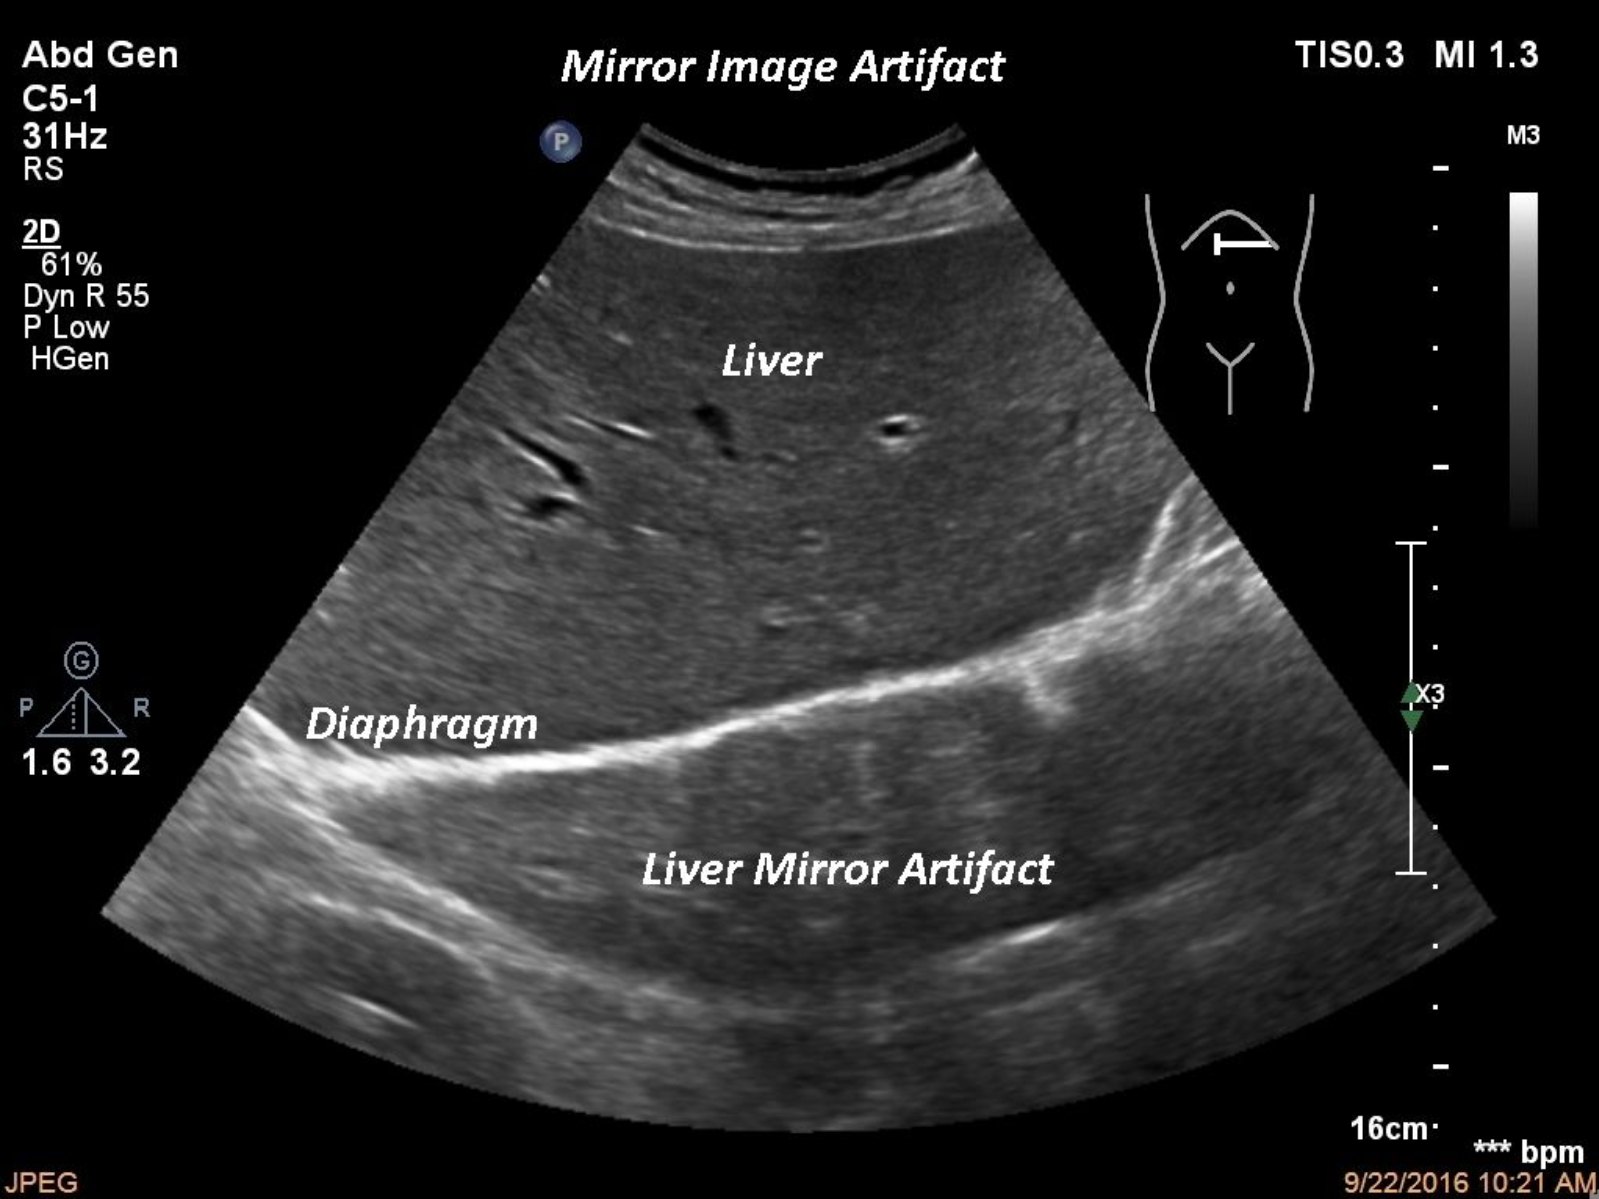 Abd Gen
C5-1
31Hz
RS
2D
61%
Dyn R 55
P Low
HGen
Mirror Image Artifact
P
TIS0.3 MI 1.3
M3
Liver
Diaphragm
Liver Mirror Artifact
G
P R
1.6 3.2
X3
16cm
*** bpm
JPEG
9/22/2016 10:21 AM